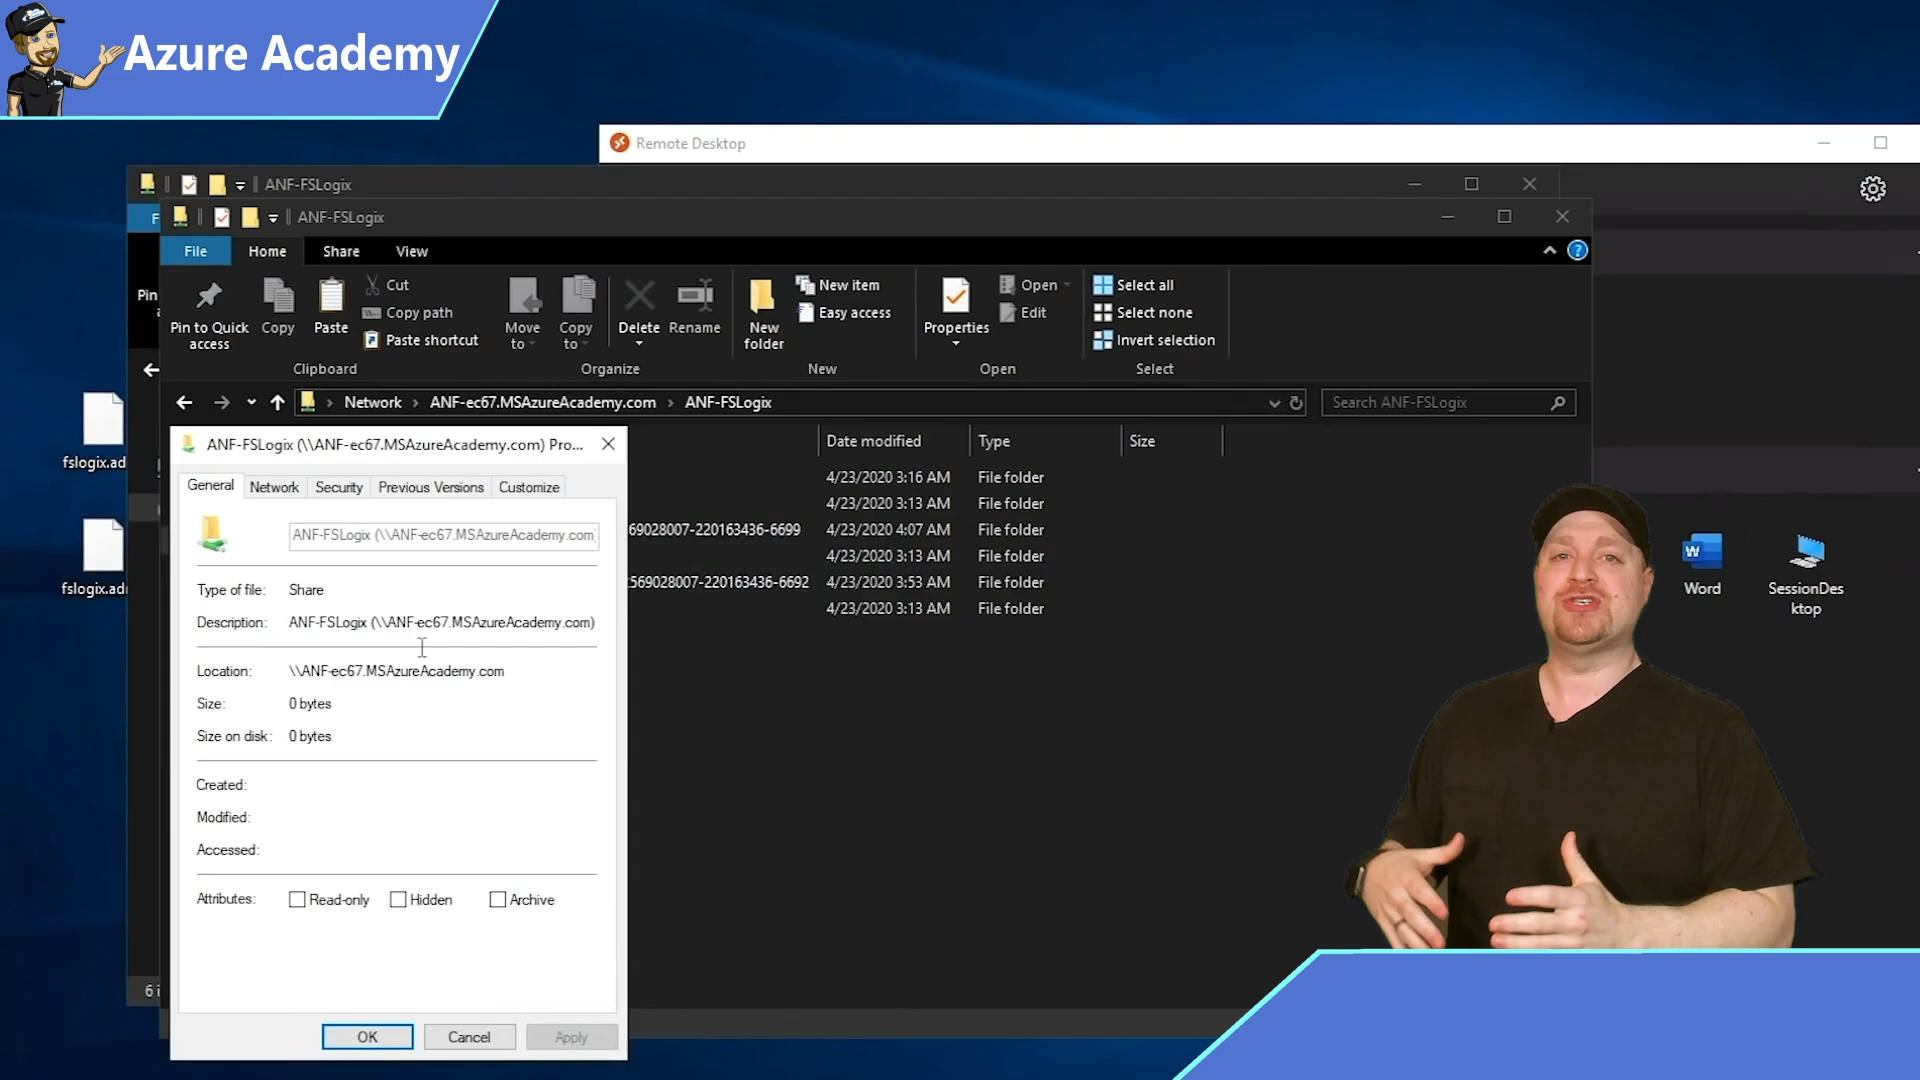 Azure Academy
Remote Desktop
ANF-FSLogix
ANF-FSLogix
File Home Share View
Pin to Quick access
Copy
Paste
Cut
Copy path
Paste shortcut
Clipboard
Move to
Copy to
Delete
Rename
Organize
New folder
New item
Easy access
New
Properties
Open
Edit
Open
Select all
Select none
Invert selection
Select
Pin
Network > ANF-ec67.MSAzureAcademy.com > ANF-FSLogix
Search ANF-FSLogix
Date modified Type Size
4/23/2020 3:16 AM File folder
4/23/2020 3:13 AM File folder
69028007-220163436-6699 4/23/2020 4:07 AM File folder
4/23/2020 3:13 AM File folder
569028007-220163436-6692 4/23/2020 3:53 AM File folder
4/23/2020 3:13 AM File folder
fslogix.ad
fslogix.adr
ANF-FSLogix (\\ANF-ec67.MSAzureAcademy.com) Pro...
General Network Security Previous Versions Customize
ANF-FSLogix (\\ANF-ec67.MSAzureAcademy.com)
Type of file: Share
Description: ANF-FSLogix (\\ANF-ec67.MSAzureAcademy.com)
Location: \\ANF-ec67.MSAzureAcademy.com
Size: 0 bytes
Size on disk: 0 bytes
Created:
Modified:
Accessed:
Attributes: Read-only Hidden Archive
OK Cancel Apply
Word
SessionDes
ktop